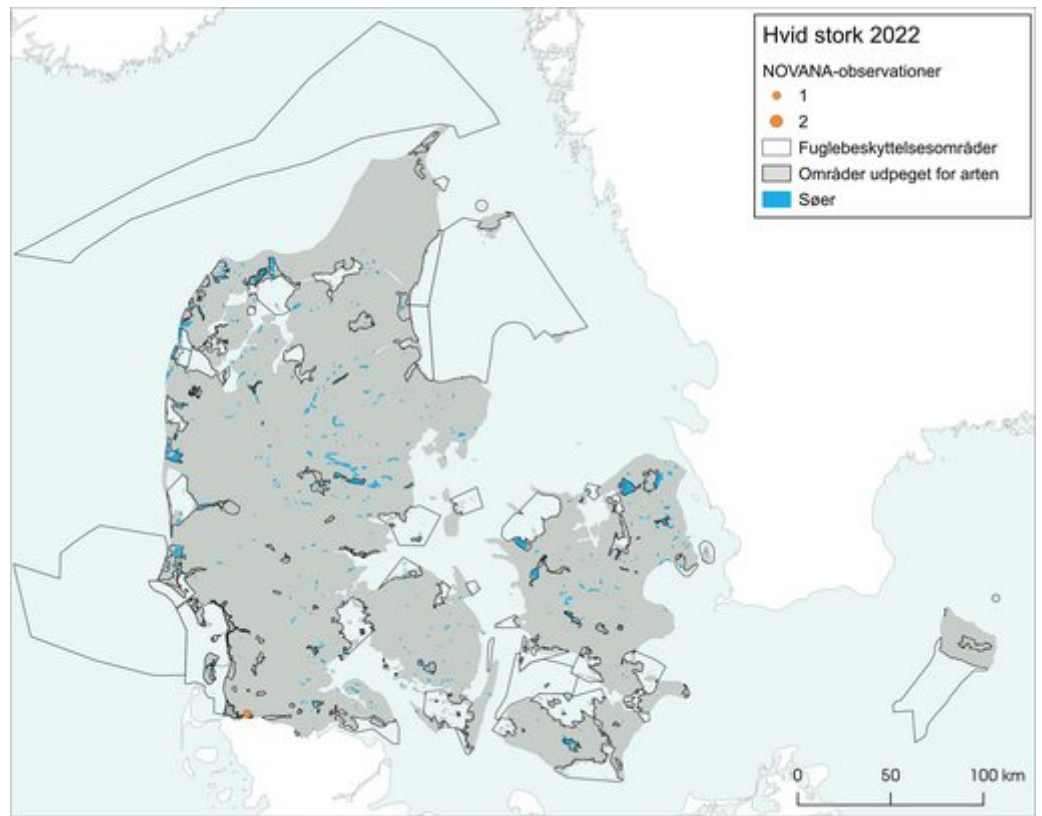 Hvid stork 2022
NOVANA-observationer
1
2
Fuglebeskyttelsesområder
Områder udpeget for arten
Søer
0 50 100 km